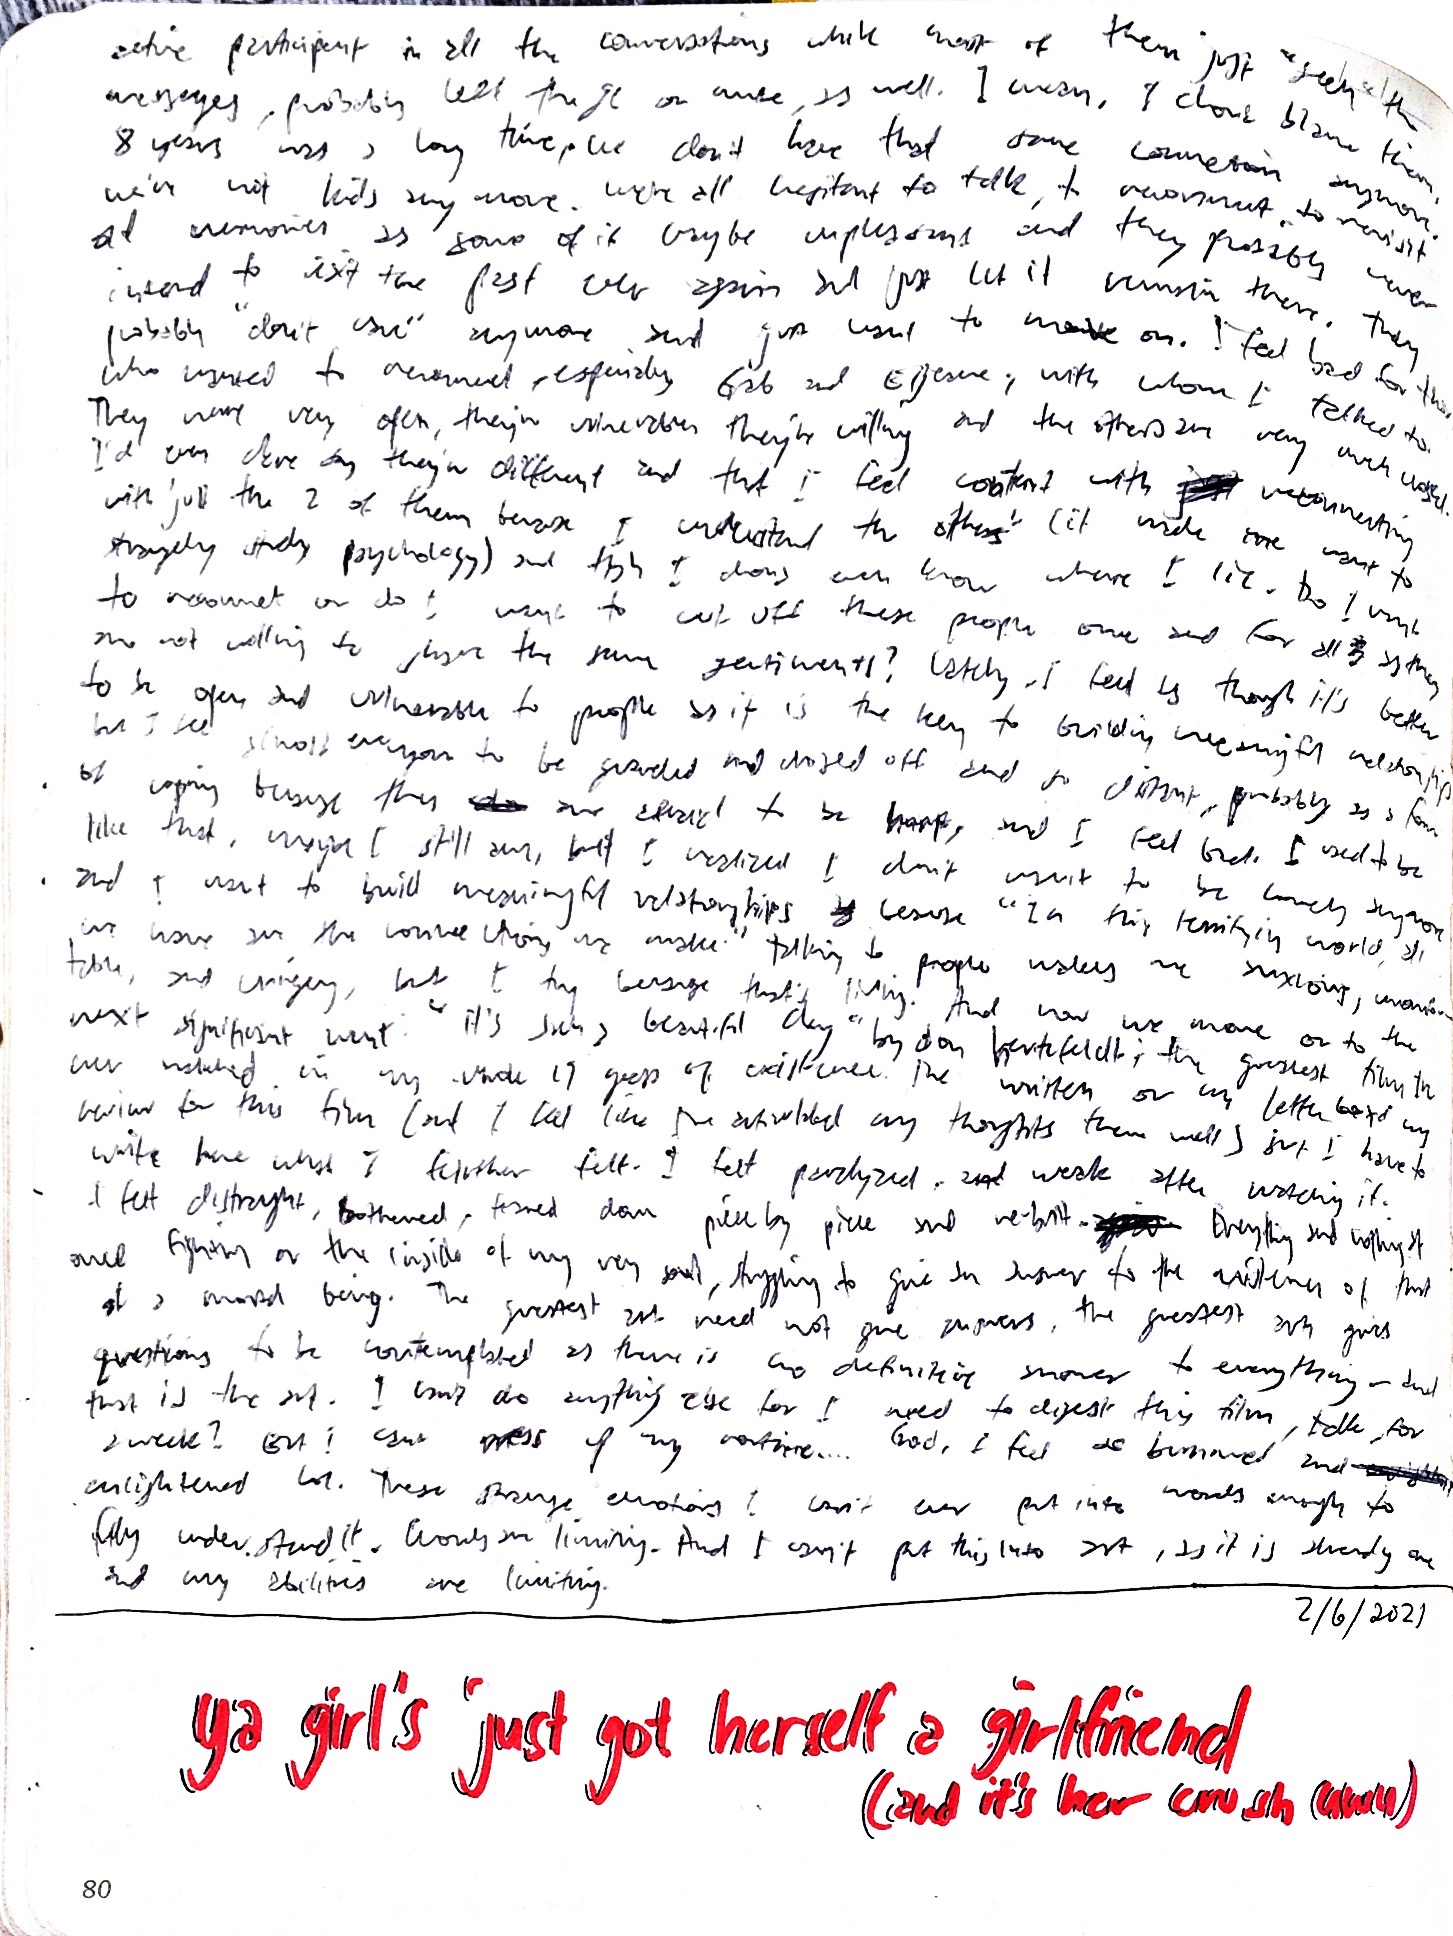 active participant in all the conversations while most of them just "seen" all the
messages, probably left the gc on mute, as well. I mean, I don't blame them.
8 years was a long time, we don't have that same connection anymore.
we're not kids anymore. we're all hesitant to talk, to reconnect, to revisit
old memories as some of it maybe unpleasant and they possibly never
intend to visit the past ever again and just let it remain there. They
probably "don't care" anymore and just want to move on. I feel bad for those
who wanted to reconnect, especially Gab and, with whom I talked to.
They were very open, they're vulnerable, they're willing and the others are very much closed.
I'd even dare say they're different and that I feel content with reconnecting
with just the 2 of them because I understand the others' (it made me want to
strangely study psychology) and tbh I don't even know where I lie. Do I want
to reconnect or do I want to cut off these people once and for all as they
are not willing to share the same sentiments? Lately, I feel as though it's better
to be open and vulnerable to people as it is the key to building meaningful relationships
but I see almost everyone to be guarded and closed off and so distant, probably as a form
of coping because they are afraid to be hurt, and I feel bad. I used to be
like that, maybe I still am, but I realized I don't want to be lonely anymore
and I want to build meaningful relationships because "In this terrifying world, all
we have are the connections we make." Talking to people makes me anxious,
and cringey, but I try because that's living. And now we move on to the
next significant event: "it's such a beautiful day" by don hertzfeldt; the greatest film I've
ever watched in my whole 19 years of existence. I've written on my letterboxd my
review for this film (and I feel like I've articulated my thoughts there well) but I have to
write here what I further felt. I felt paralyzed and weak after watching it.
I felt distraught, bothered, teared down piece by piece and re-built. Everything and nothing at
once fighting on the inside of my very soul, struggling to give an answer to the existence of that
of a mortal being. The greatest art need not give answers, the greatest art gives
questions to be contemplated as there is no definitive answer to everything — and
that is the art. I can't do anything else for I need to digest this film, idk, for
a week? But I of my routine.... God, I feel so burdened and
enlightened lol. These strange emotions I can't ever put into words enough to
fully understand it. Words are limiting. And I can't put this into art, as it is already one
and my abilities are limiting.
2/6/2021
ya girl's just got herself a girlfriend
(and it's her crush uwu)
80